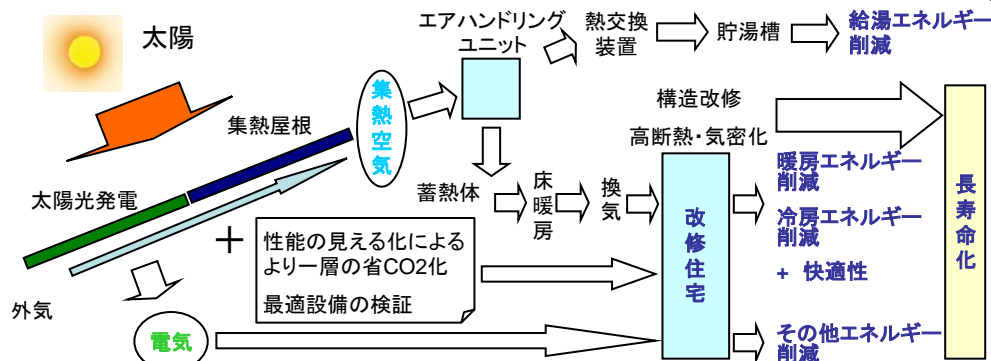 太陽
エアハンドリング
ユニット
熱交換
装置
貯湯槽
給湯エネルギー
削減
集熱空気
集熱屋根
構造改修
高断熱・気密化
太陽光発電
蓄熱体
床暖房
換気
改修住宅
暖房エネルギー
削減
冷房エネルギー
削減
+ 快適性
長寿命化
+
性能の見える化による
より一層の省CO2化
最適設備の検証
外気
電気
その他エネルギー
削減